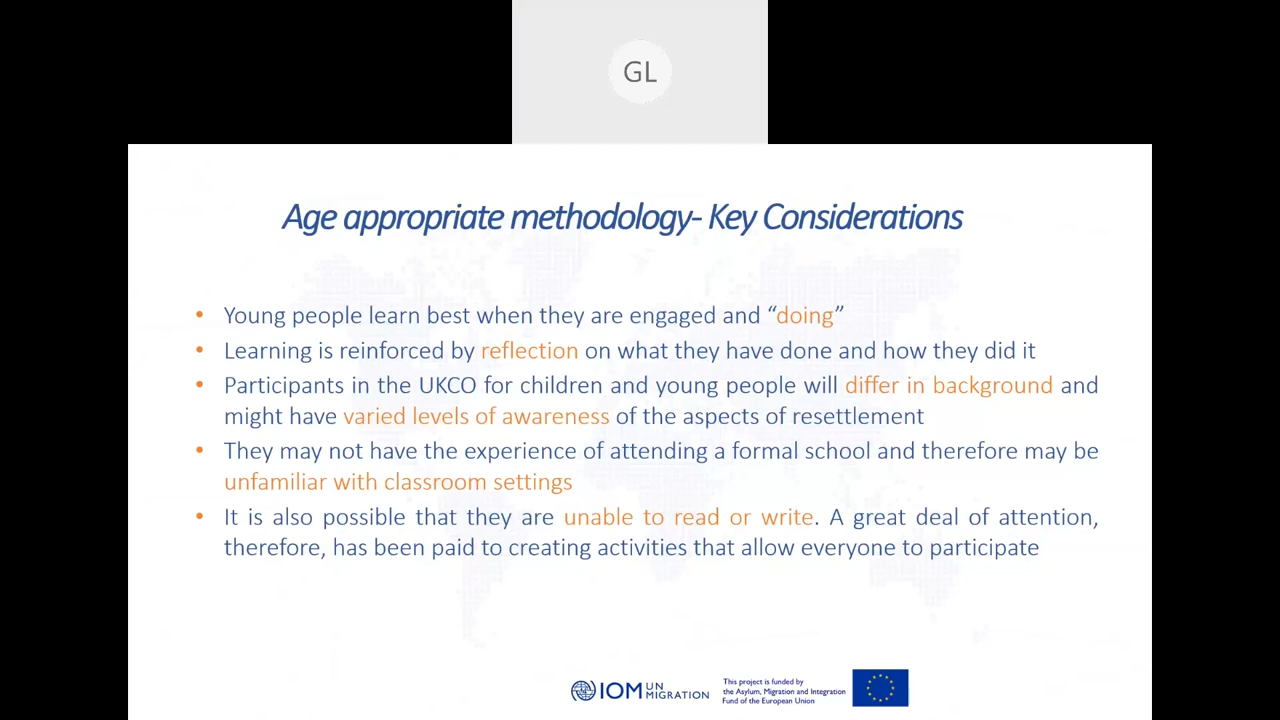 GL
Age appropriate methodology- Key Considerations
• Young people learn best when they are engaged and “doing”
• Learning is reinforced by reflection on what they have done and how they did it
• Participants in the UKCO for children and young people will differ in background and
might have varied levels of awareness of the aspects of resettlement
• They may not have the experience of attending a formal school and therefore may be
unfamiliar with classroom settings
• It is also possible that they are unable to read or write. A great deal of attention,
therefore, has been paid to creating activities that allow everyone to participate
IOM UN MIGRATION
This project is funded by
the Asylum, Migration and Integration
Fund of the European Union